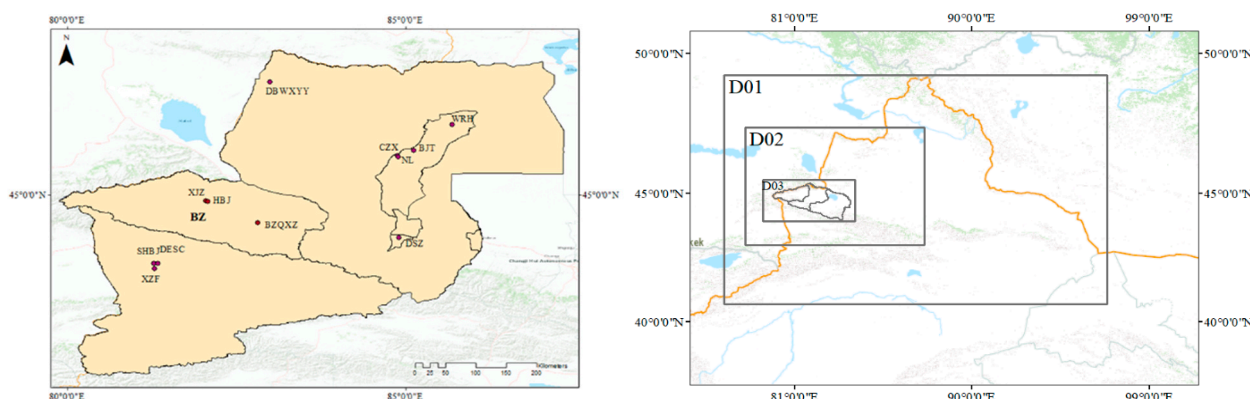 80°0'0"E 85°0'0"E
N
DBWXYY
WRH
CZX BJT
NL
45°0'0"N 45°0'0"N
XJZ
HBJ
BZ
BZQXZ
DSZ
SHBJ DESC
XZF
0 25 50 100 150 200
Kilometers
80°0'0"E 85°0'0"E
81°0'0"E 90°0'0"E 99°0'0"E
50°0'0"N 50°0'0"N
D01
D02
D03
45°0'0"N 45°0'0"N
kek
40°0'0"N 40°0'0"N
81°0'0"E 90°0'0"E 99°0'0"E